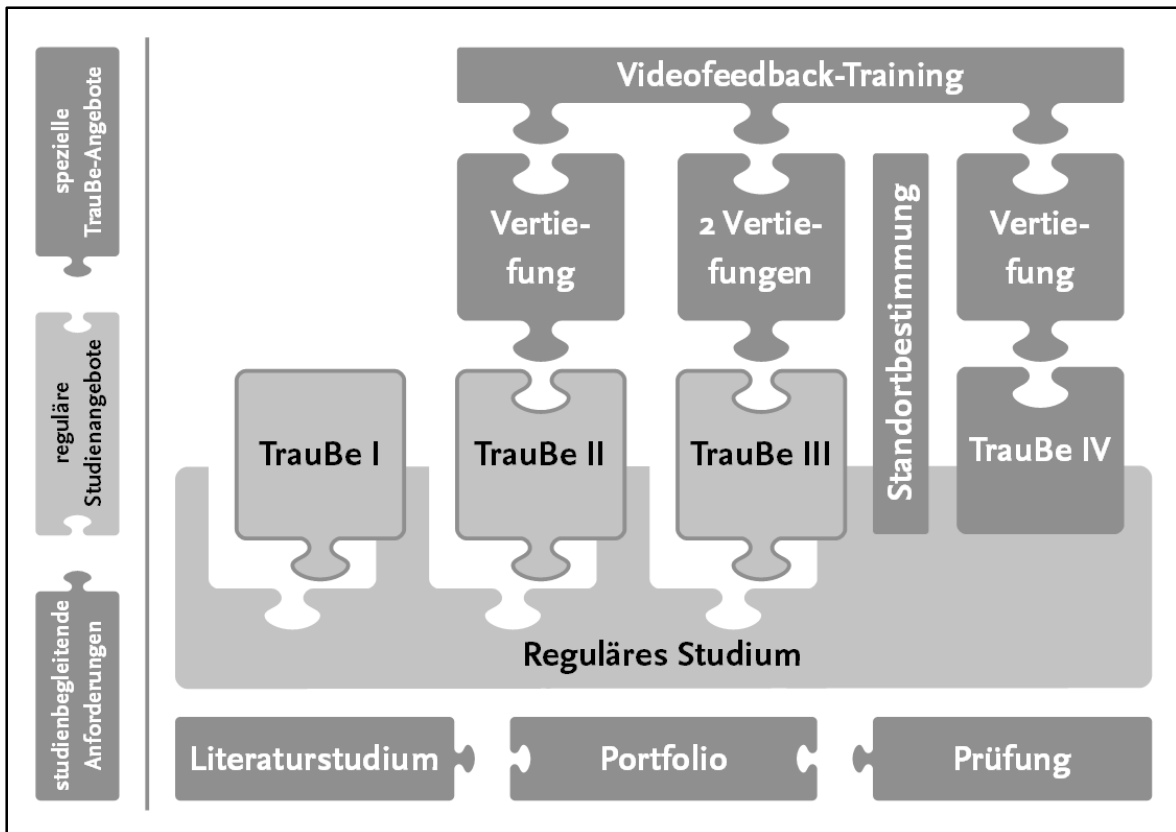 spezielle
TrauBe-Angebote
reguläre
Studienangebote
studienbegleitende
Anforderungen
Videofeedback-Training
Vertie-
fung
2 Vertie-
fungen
Standortbestimmung
Vertie-
fung
TrauBe I
TrauBe II
TrauBe III
TrauBe IV
Reguläres Studium
Literaturstudium
Portfolio
Prüfung